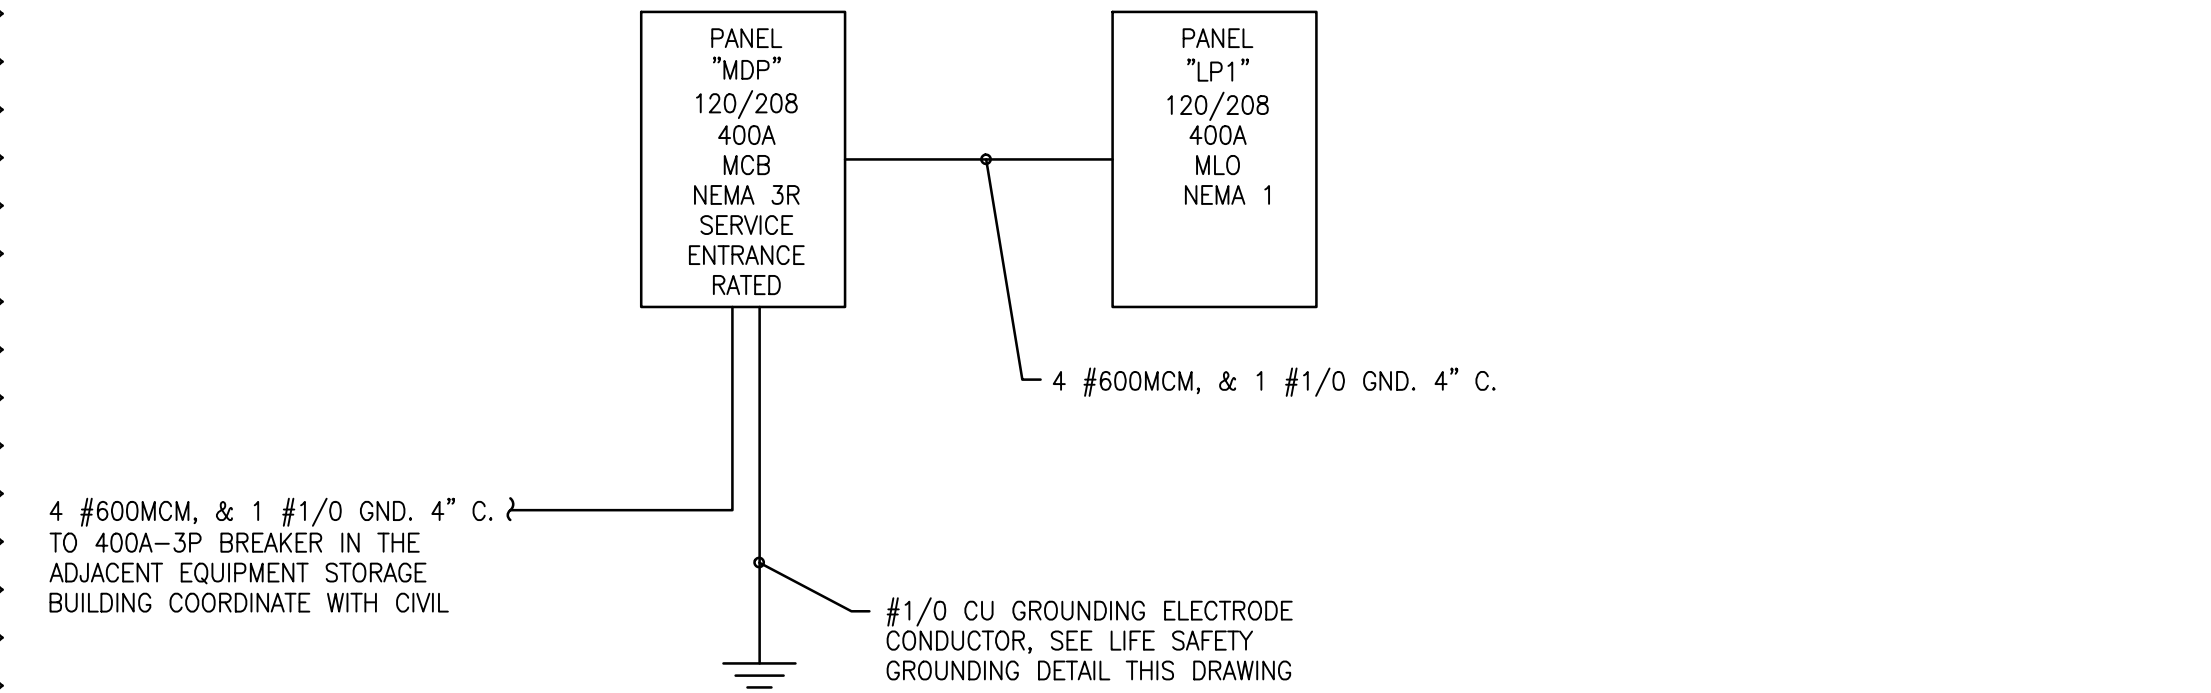 PANEL
"MDP"
120/208
400A
MCB
NEMA 3R
SERVICE
ENTRANCE
RATED
PANEL
"LP1"
120/208
400A
MLO
NEMA 1
4 #600MCM, & 1 #1/0 GND. 4" C.
4 #600MCM, & 1 #1/0 GND. 4" C.
TO 400A-3P BREAKER IN THE
ADJACENT EQUIPMENT STORAGE
BUILDING COORDINATE WITH CIVIL
#1/0 CU GROUNDING ELECTRODE
CONDUCTOR, SEE LIFE SAFETY
GROUNDING DETAIL THIS DRAWING